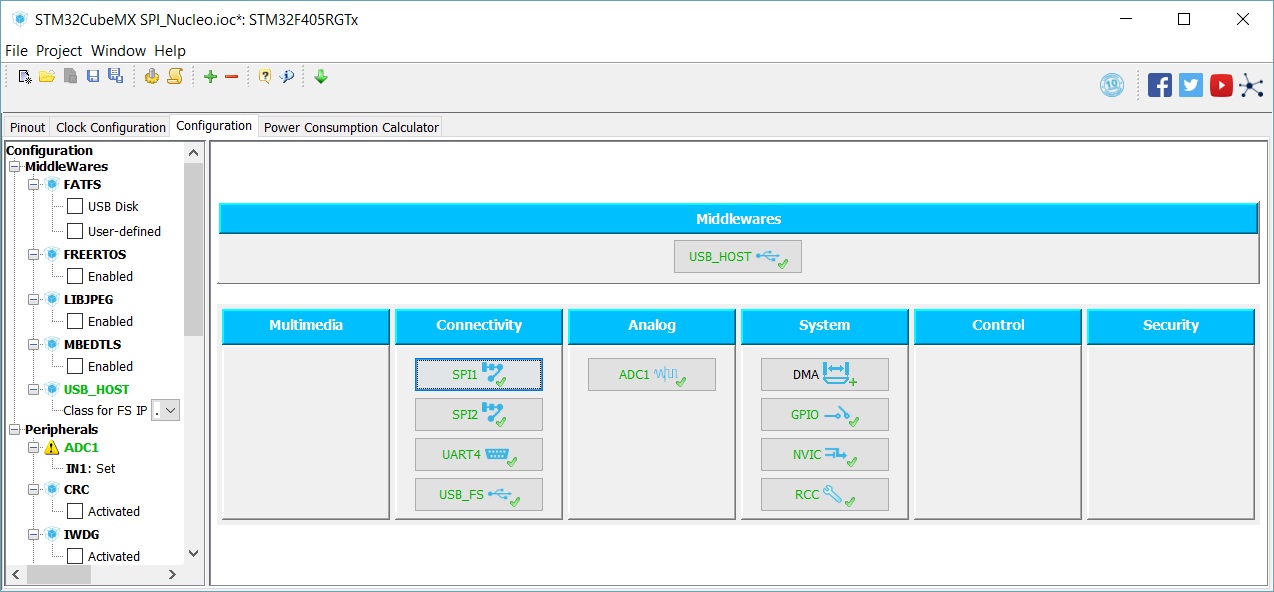 STM32CubeMX SPI_Nucleo.ioc*: STM32F405RGTx
File Project Window Help
10
Pinout Clock Configuration Configuration Power Consumption Calculator
Configuration
MiddleWares
FATFS
USB Disk
User-defined
FREERTOS
Enabled
LIBJPEG
Enabled
MBEDTLS
Enabled
USB_HOST
Class for FS IP .
Peripherals
ADC1
IN1: Set
CRC
Activated
IWDG
Activated
Middlewares
USB_HOST
Multimedia Connectivity Analog System Control Security
SPI1 ADC1 DMA
SPI2 GPIO
UART4 NVIC
USB_FS RCC